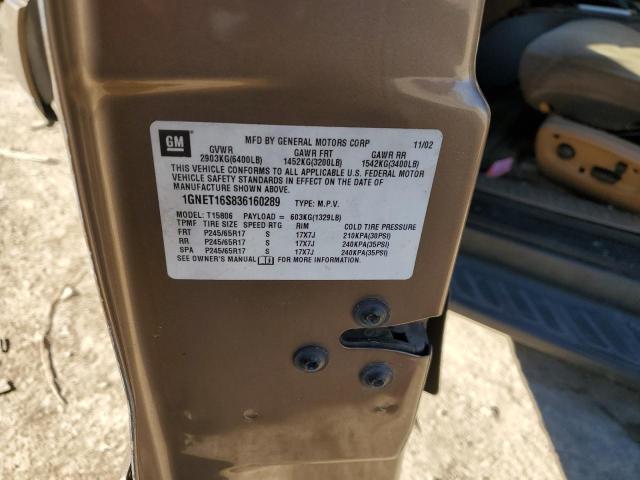 GM
MFD BY GENERAL MOTORS CORP 11/02
GVWR GAWR FRT GAWR RR
2903KG(6400LB) 1452KG(3200LB) 1542KG(3400LB)
THIS VEHICLE CONFORMS TO ALL APPLICABLE U.S. FEDERAL MOTOR
VEHICLE SAFETY STANDARDS IN EFFECT ON THE DATE OF
MANUFACTURE SHOWN ABOVE.
1GNET16S836160289 TYPE: M.P.V.
MODEL: T15806 PAYLOAD = 603KG(1329LB)
TPMF TIRE SIZE SPEED RTG RIM COLD TIRE PRESSURE
FRT P245/65R17 S 17X7J 210KPA(30PSI)
RR P245/65R17 S 17X7J 240KPA(35PSI)
SPA P245/65R17 S 17X7J 240KPA(35PSI)
SEE OWNER'S MANUAL FOR MORE INFORMATION.